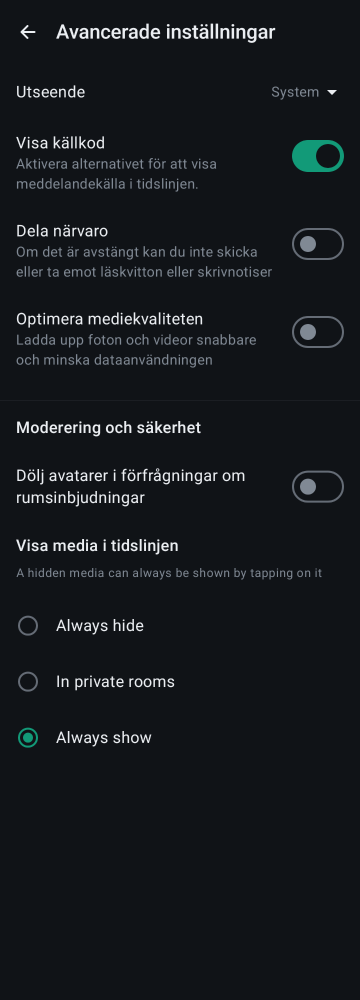 Avancerade inställningar
Utseende
System
Visa källkod
Aktivera alternativet för att visa
meddelandekälla i tidslinjen.
Dela närvaro
Om det är avstängt kan du inte skicka
eller ta emot läskvitton eller skrivnotiser
Optimera mediekvaliteten
Ladda upp foton och videor snabbare
och minska dataanvändningen
Moderering och säkerhet
Dölj avatarer i förfrågningar om
rumsinbjudningar
Visa media i tidslinjen
A hidden media can always be shown by tapping on it
Always hide
In private rooms
Always show